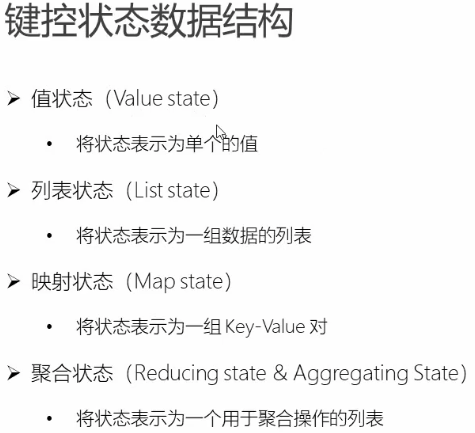 键控状态数据结构
➢ 值状态（Value state）
• 将状态表示为单个的值
➢ 列表状态（List state）
• 将状态表示为一组数据的列表
➢ 映射状态（Map state）
• 将状态表示为一组 Key-Value 对
➢ 聚合状态（Reducing state & Aggregating State）
• 将状态表示为一个用于聚合操作的列表